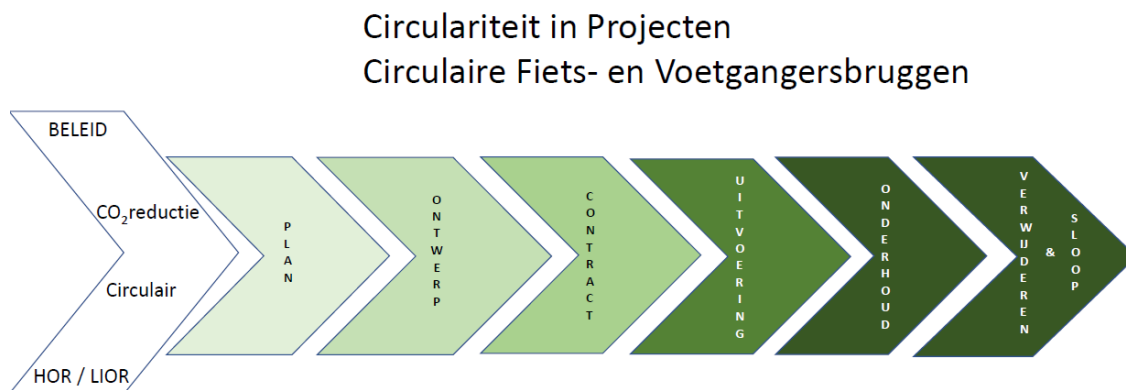 Circulariteit in Projecten
Circulaire Fiets- en Voetgangersbruggen
BELEID
CO₂reductie
Circulair
HOR / LIOR
PLAN
ONTWERP
CONTRACT
UITVOERING
ONDERHOUD
VERWIJDEREN
&
SLOOP